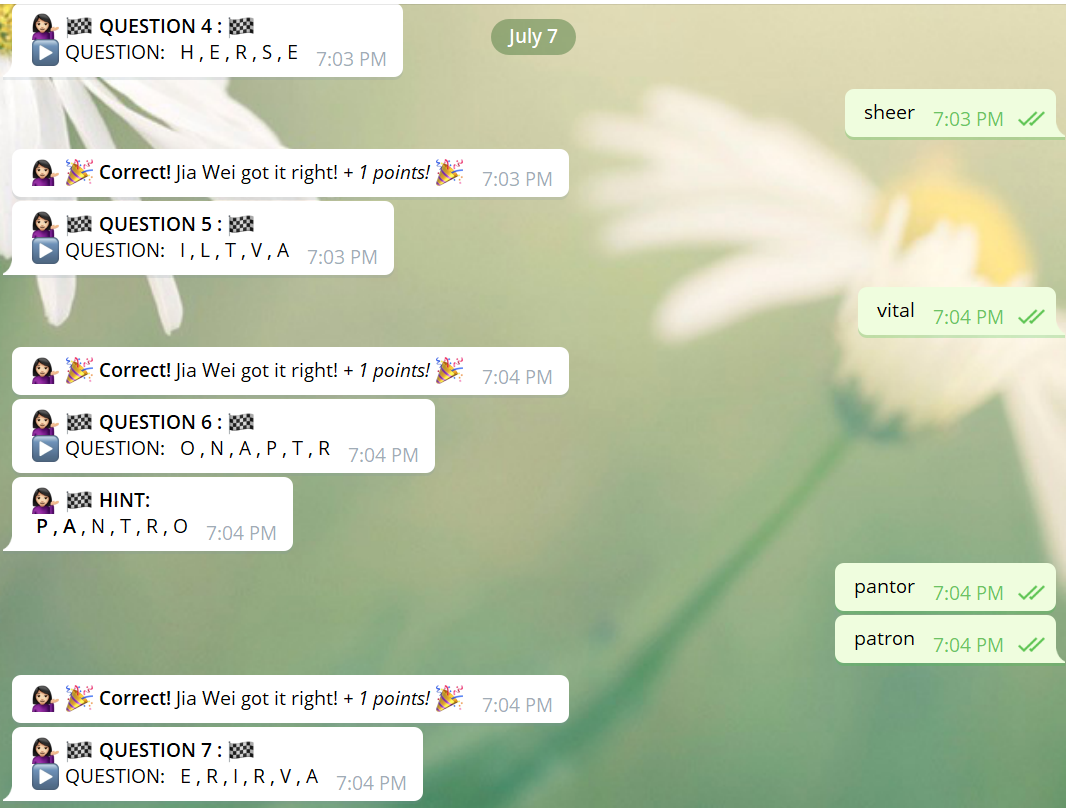 QUESTION 4 :
QUESTION: H , E , R , S , E 7:03 PM
July 7
sheer 7:03 PM
Correct! Jia Wei got it right! + 1 points! 7:03 PM
QUESTION 5 :
QUESTION: I , L , T , V , A 7:03 PM
vital 7:04 PM
Correct! Jia Wei got it right! + 1 points! 7:04 PM
QUESTION 6 :
QUESTION: O , N , A , P , T , R 7:04 PM
HINT:
P , A , N , T , R , O 7:04 PM
pantor 7:04 PM
patron 7:04 PM
Correct! Jia Wei got it right! + 1 points! 7:04 PM
QUESTION 7 :
QUESTION: E , R , I , R , V , A 7:04 PM